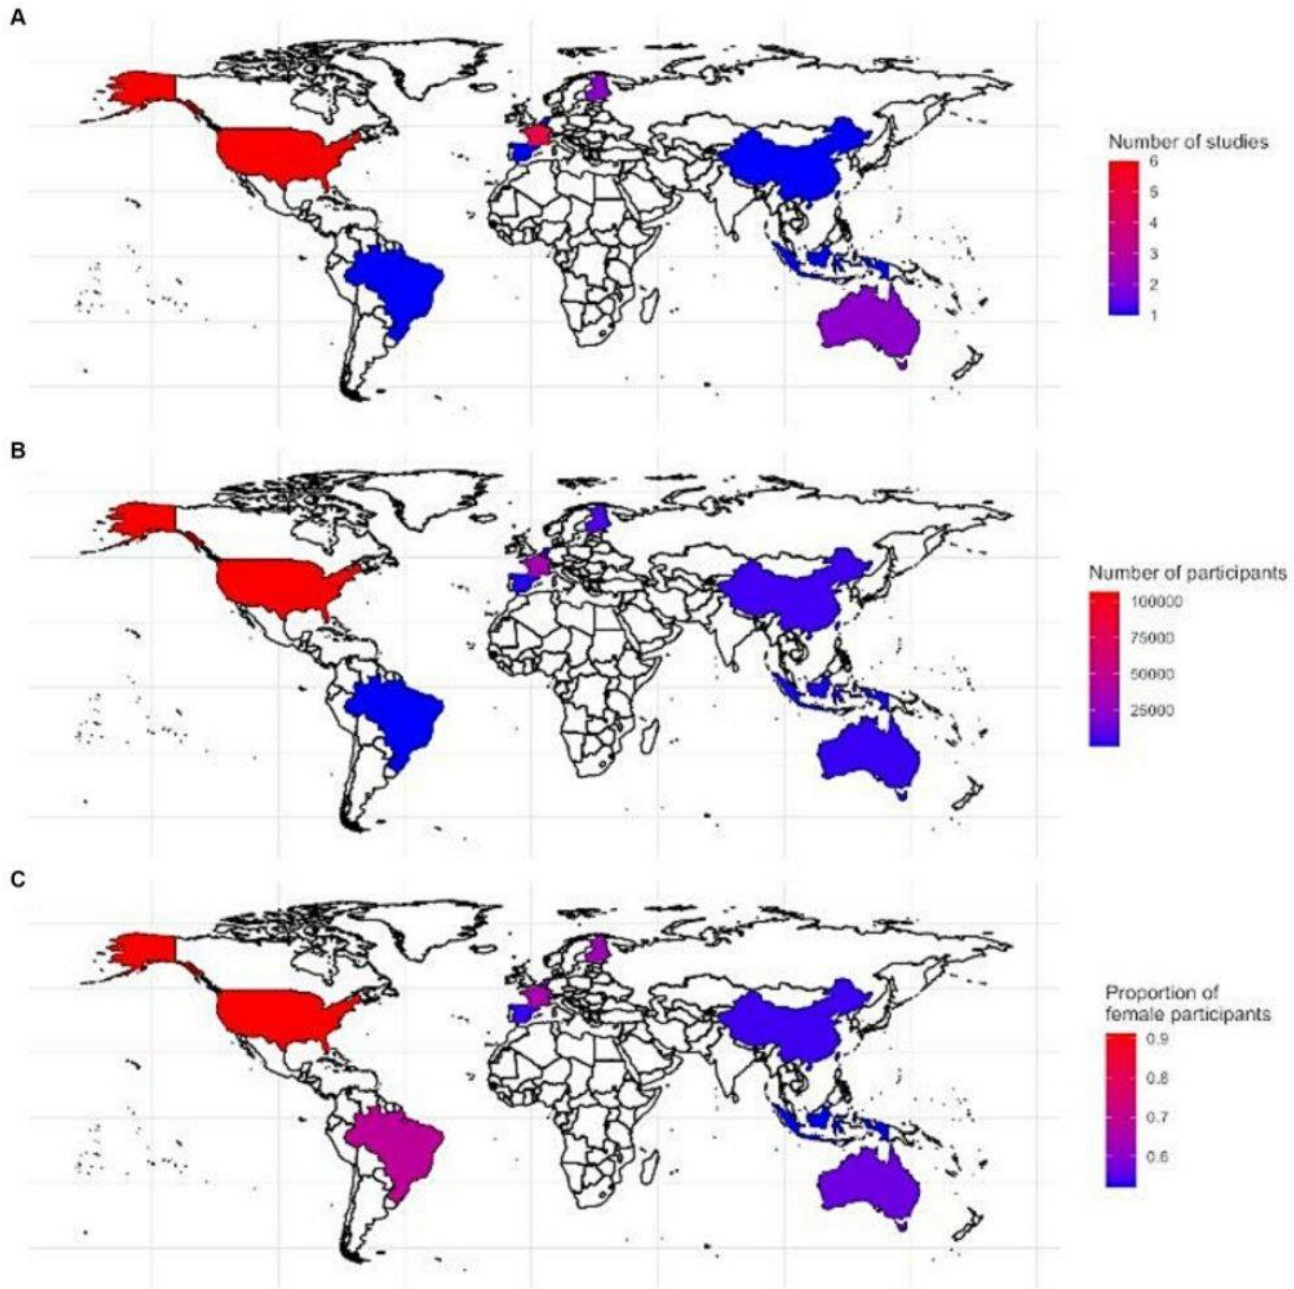 A
Number of studies
6
5
4
3
2
1
B
Number of participants
100000
75000
50000
25000
C
Proportion of
female participants
0.9
0.8
0.7
0.6